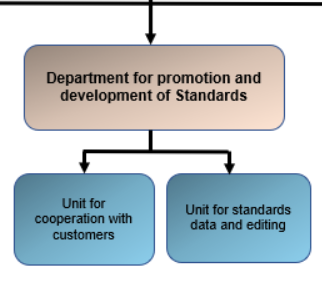 Department for promotion and
development of Standards
Unit for
cooperation with
customers
Unit for standards
data and editing